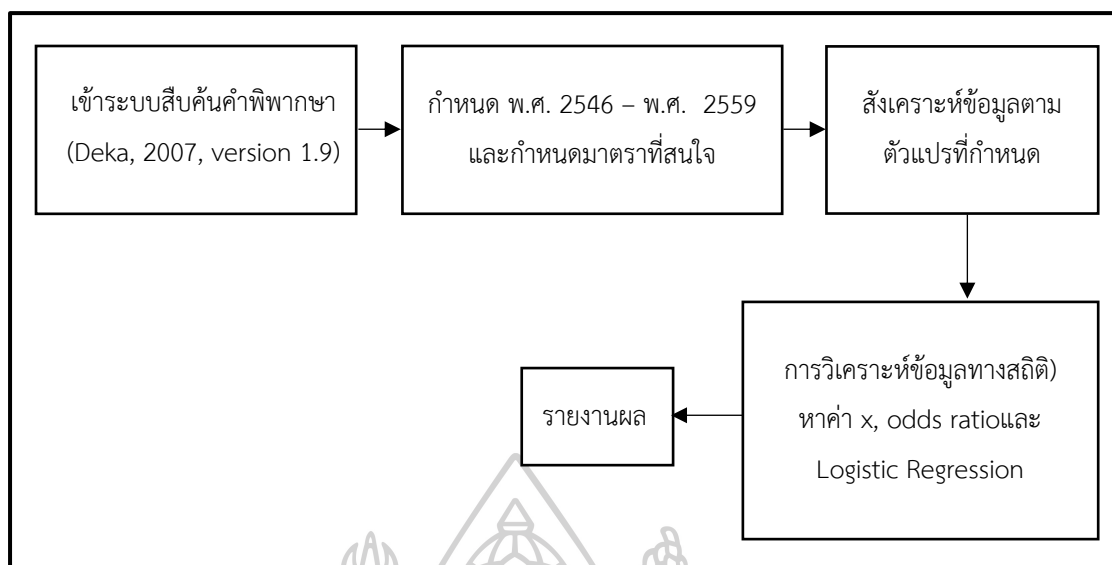 เข้าระบบสืบค้นคำพิพากษา
(Deka, 2007, version 1.9)
กำหนด พ.ศ. 2546 – พ.ศ. 2559
และกำหนดมาตราที่สนใจ
สังเคราะห์ข้อมูลตาม
ตัวแปรที่กำหนด
การวิเคราะห์ข้อมูลทางสถิติ)
หาค่า x, odds ratioและ
Logistic Regression
รายงานผล